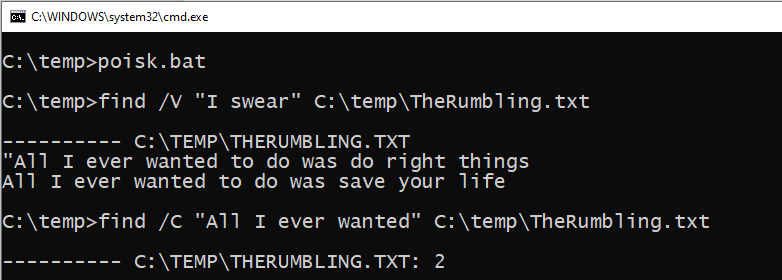 C:\WINDOWS\system32\cmd.exe
C:\temp>poisk.bat
C:\temp>find /V "I swear" C:\temp\TheRumbling.txt
---------- C:\TEMP\THERUMBLING.TXT
"All I ever wanted to do was do right things
All I ever wanted to do was save your life
C:\temp>find /C "All I ever wanted" C:\temp\TheRumbling.txt
---------- C:\TEMP\THERUMBLING.TXT: 2